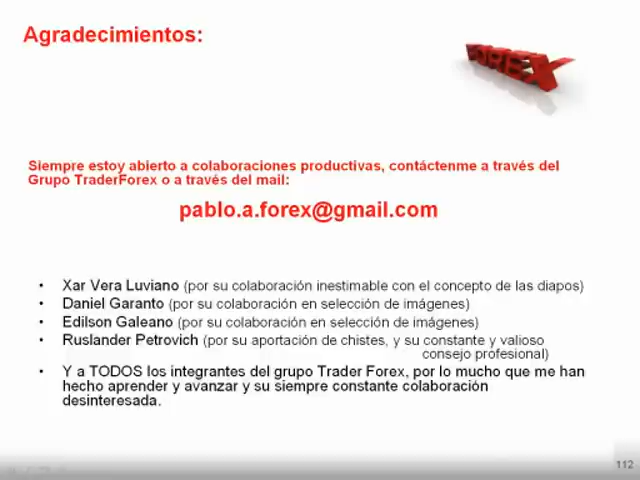 Agradecimientos:
FOREX
Siempre estoy abierto a colaboraciones productivas, contáctenme a través del
Grupo TraderForex o a través del mail:
pablo.a.forex@gmail.com
• Xar Vera Luviano (por su colaboración inestimable con el concepto de las diapos)
• Daniel Garanto (por su colaboración en selección de imágenes)
• Edilson Galeano (por su colaboración en selección de imágenes)
• Ruslander Petrovich (por su aportación de chistes, y su constante y valioso
consejo profesional)
• Y a TODOS los integrantes del grupo Trader Forex, por lo mucho que me han
hecho aprender y avanzar y su siempre constante colaboración
desinteresada.
112